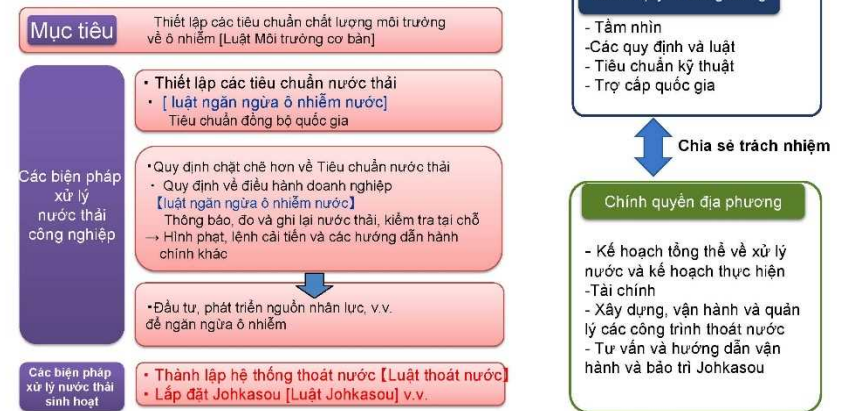 Mục tiêu
Thiết lập các tiêu chuẩn chất lượng môi trường
về ô nhiễm [Luật Môi trường cơ bản]
Các biện pháp
xử lý
nước thải
công nghiệp
• Thiết lập các tiêu chuẩn nước thải
• [ luật ngăn ngừa ô nhiễm nước]
Tiêu chuẩn đồng bộ quốc gia
•Quy định chặt chẽ hơn về Tiêu chuẩn nước thải
• Quy định về điều hành doanh nghiệp
【luật ngăn ngừa ô nhiễm nước】
Thông báo, đo và ghi lại nước thải, kiểm tra tại chỗ
→ Hình phạt, lệnh cải tiến và các hướng dẫn hành
chính khác
•Đầu tư, phát triển nguồn nhân lực, v.v.
để ngăn ngừa ô nhiễm
Các biện pháp
xử lý nước thải
sinh hoạt
• Thành lập hệ thống thoát nước【Luật thoát nước】
• Lắp đặt Johkasou [Luật Johkasou] v.v.
- Tầm nhìn
-Các quy định và luật
- Tiêu chuẩn kỹ thuật
- Trợ cấp quốc gia
Chia sẻ trách nhiệm
Chính quyền địa phương
- Kế hoạch tổng thể về xử lý
nước và kế hoạch thực hiện
-Tài chính
- Xây dựng, vận hành và quản
lý các công trình thoát nước
- Tư vấn và hướng dẫn vận
hành và bảo trì Johkasou